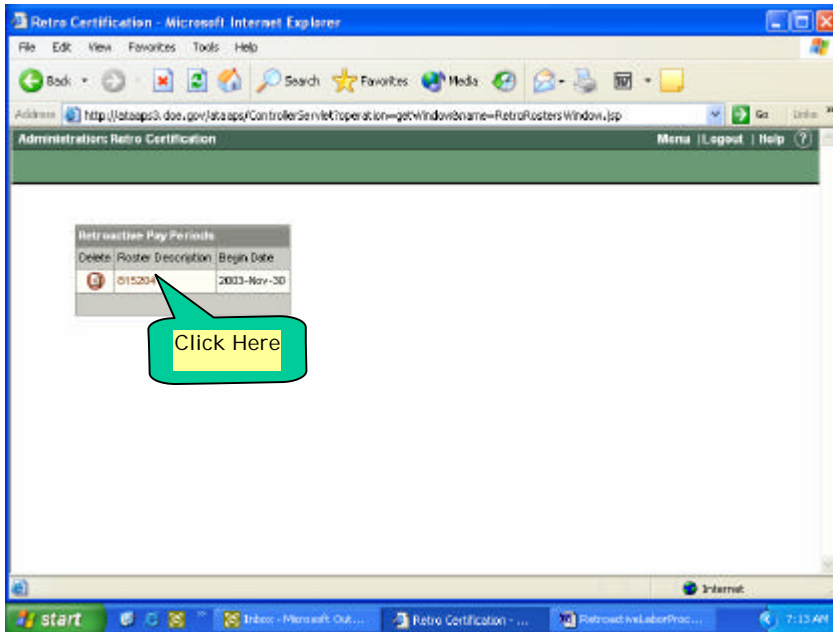 Retro Certification - Microsoft Internet Explorer
File Edit View Favorites Tools Help
Back Search Favorites Media
Address http://ataaps3.doe.gov/ataaps/ControllerServlet?operation=getWindow&name=RetroRostersWindow.jsp Go Links
Administration: Retro Certification Menu | Logout | Help ?
Retroactive Pay Periods
Delete Roster Description Begin Date
815204 2003-Nov-30
Click Here
Internet
start Inbox - Microsoft Out... Retro Certification - ... RetroactiveLaborProc... 7:13 AM